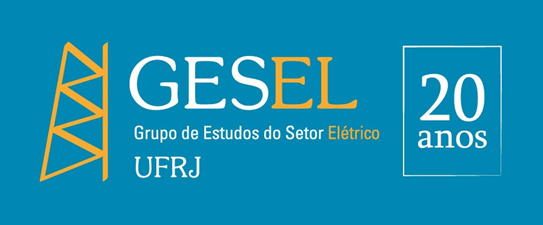 GESEL
Grupo de Estudos do Setor Elétrico
UFRJ
20
anos